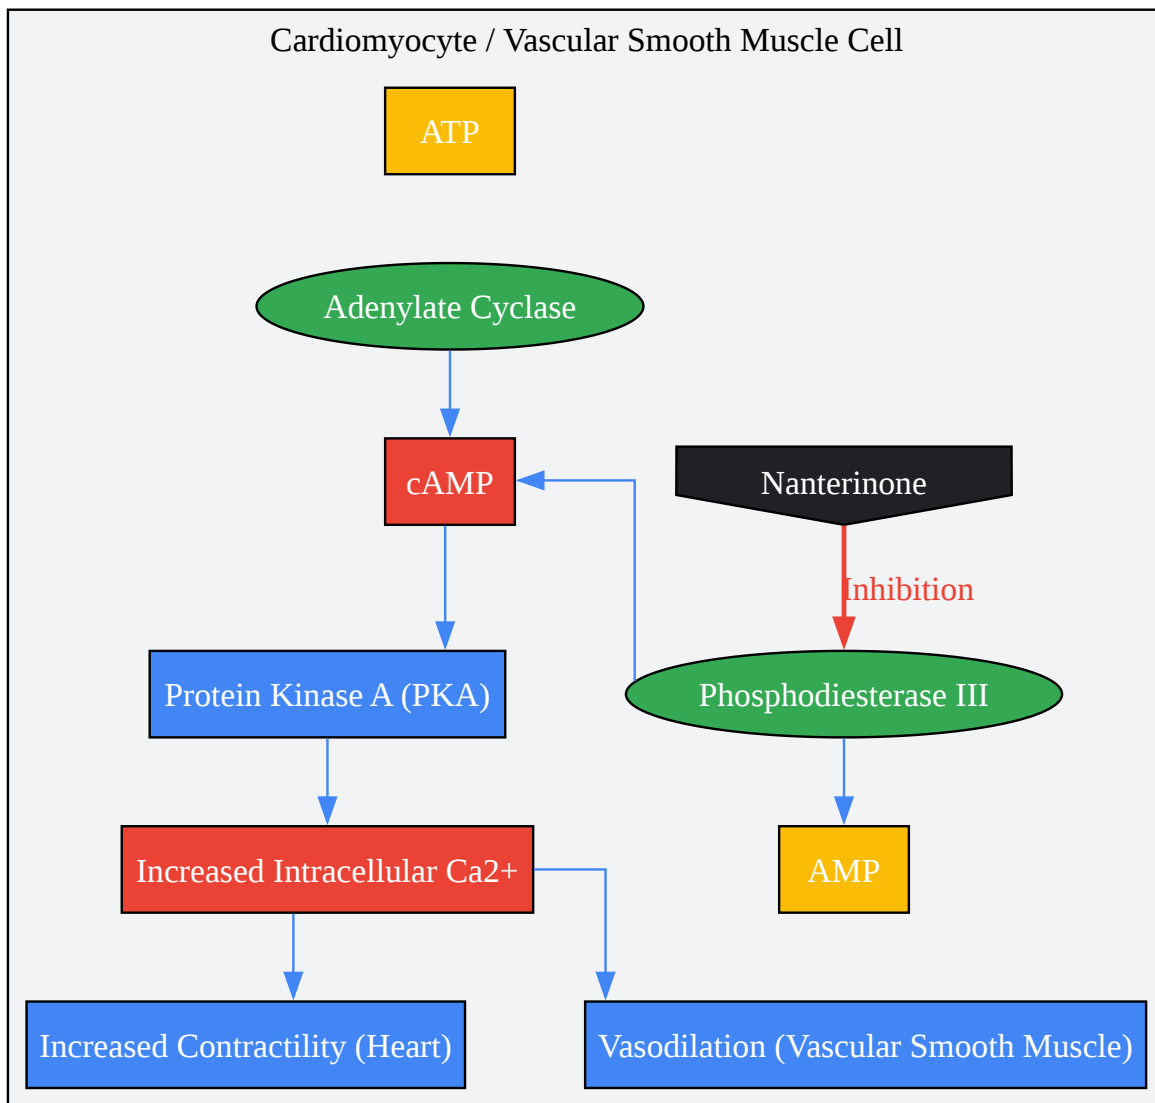 Cardiomyocyte / Vascular Smooth Muscle Cell
ATP
Adenylate Cyclase
cAMP
Nanterinone
Inhibition
Protein Kinase A (PKA)
Phosphodiesterase III
Increased Intracellular Ca2+
AMP
Increased Contractility (Heart)
Vasodilation (Vascular Smooth Muscle)